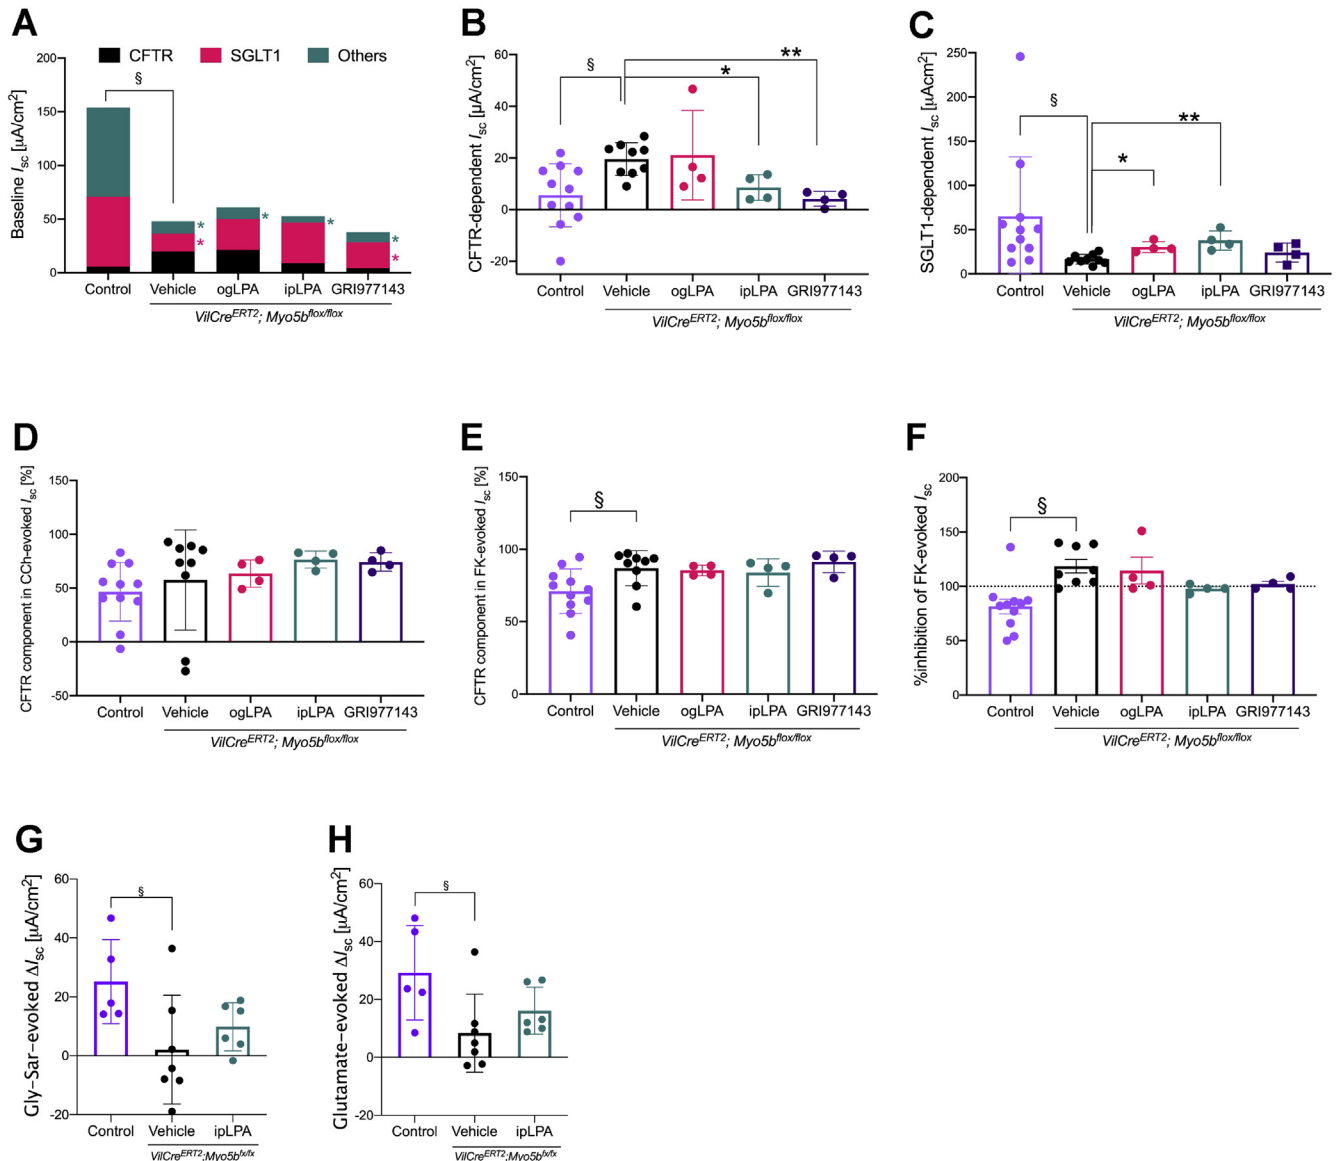 A
CFTR SGLT1 Others
Baseline Isc [µA/cm²]
200
150
100
50
0
§
*
*
*
*
*
*
Control Vehicle ogLPA ipLPA GRI977143
VilCreERT2; Myo5bflox/flox
B
CFTR-dependent Isc [µA/cm²]
60
40
20
0
-20
§
*
**
Control Vehicle ogLPA ipLPA GRI977143
VilCreERT2; Myo5bflox/flox
C
SGLT1-dependent Isc [µAcm²]
250
200
150
100
50
0
§
*
**
Control Vehicle ogLPA ipLPA GRI977143
VilCreERT2; Myo5bflox/flox
D
CFTR component in CCh-evoked Isc [%]
150
100
50
0
-50
Control Vehicle ogLPA ipLPA GRI977143
VilCreERT2; Myo5bflox/flox
E
CFTR component in FK-evoked Isc [%]
150
100
50
0
§
Control Vehicle ogLPA ipLPA GRI977143
VilCreERT2; Myo5bflox/flox
F
%inhibition of FK-evoked Isc
200
150
100
50
0
§
Control Vehicle ogLPA ipLPA GRI977143
VilCreERT2; Myo5bflox/flox
G
Gly-Sar-evoked ΔIsc [µA/cm²]
60
40
20
0
-20
§
Control Vehicle ipLPA
VilCreERT2;Myo5bfx/fx
H
Glutamate-evoked ΔIsc [µA/cm²]
60
40
20
0
-20
§
Control Vehicle ipLPA
VilCreERT2;Myo5bfx/fx